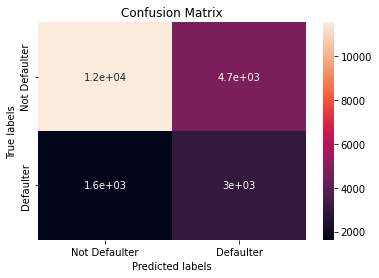 Confusion Matrix
True labels
Not Defaulter
1.2e+04
4.7e+03
Defaulter
1.6e+03
3e+03
Not Defaulter
Defaulter
Predicted labels
10000
8000
6000
4000
2000